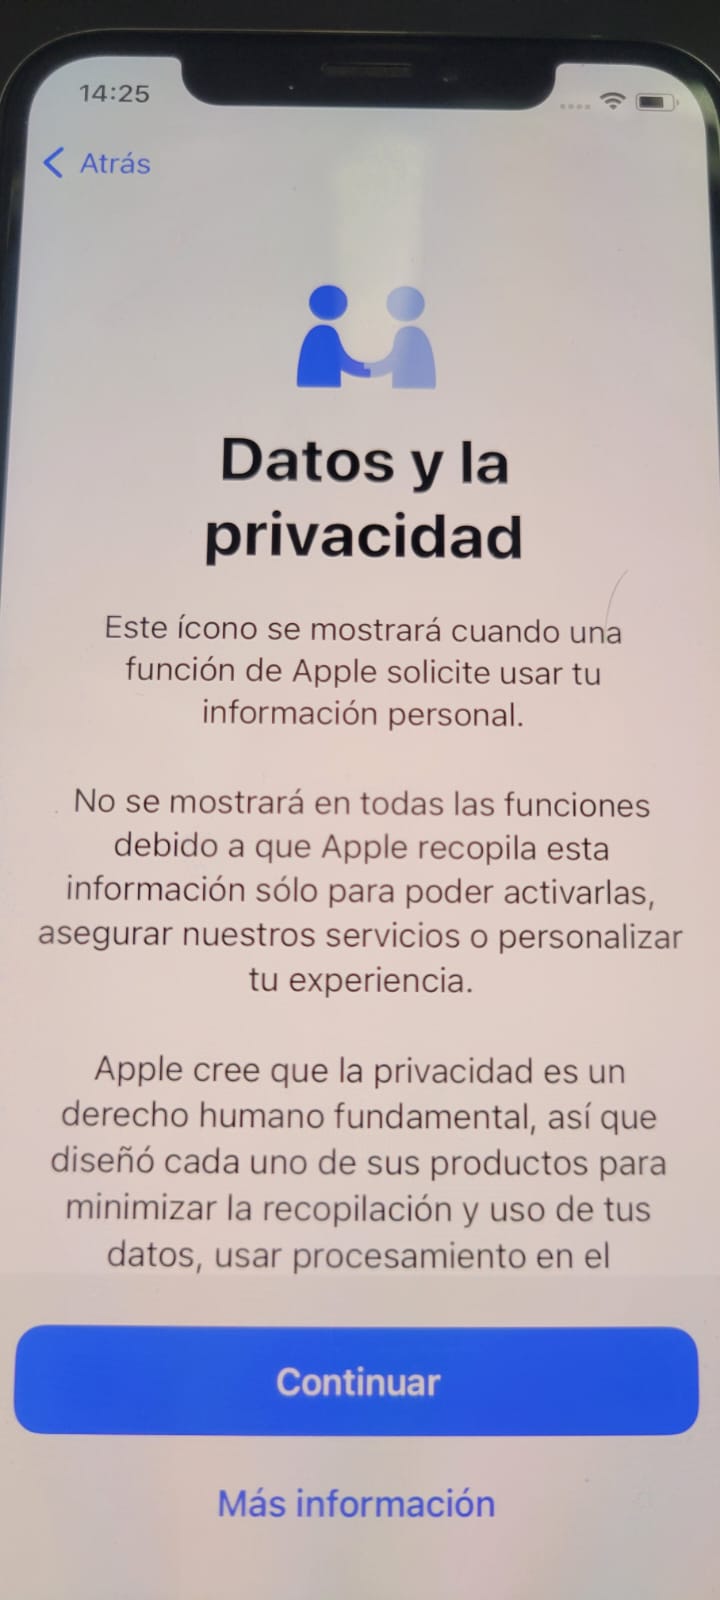 14:25
Atrás
Datos y la
privacidad
Este ícono se mostrará cuando una
función de Apple solicite usar tu
información personal.
No se mostrará en todas las funciones
debido a que Apple recopila esta
información sólo para poder activarlas,
asegurar nuestros servicios o personalizar
tu experiencia.
Apple cree que la privacidad es un
derecho humano fundamental, así que
diseñó cada uno de sus productos para
minimizar la recopilación y uso de tus
datos, usar procesamiento en el
Continuar
Más información